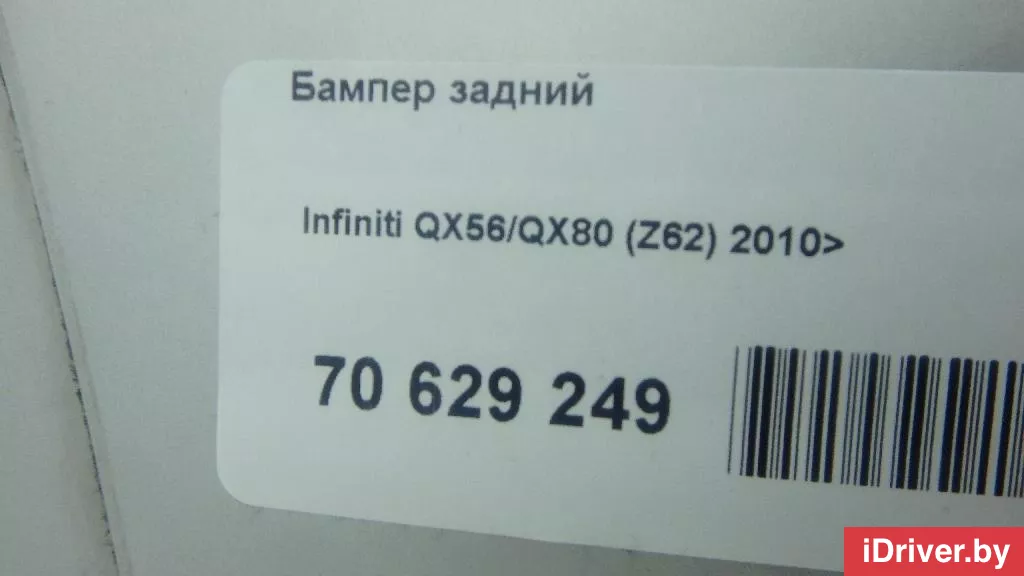 Бампер задний
Infiniti QX56/QX80 (Z62) 2010>
70 629 249
iDriver.by